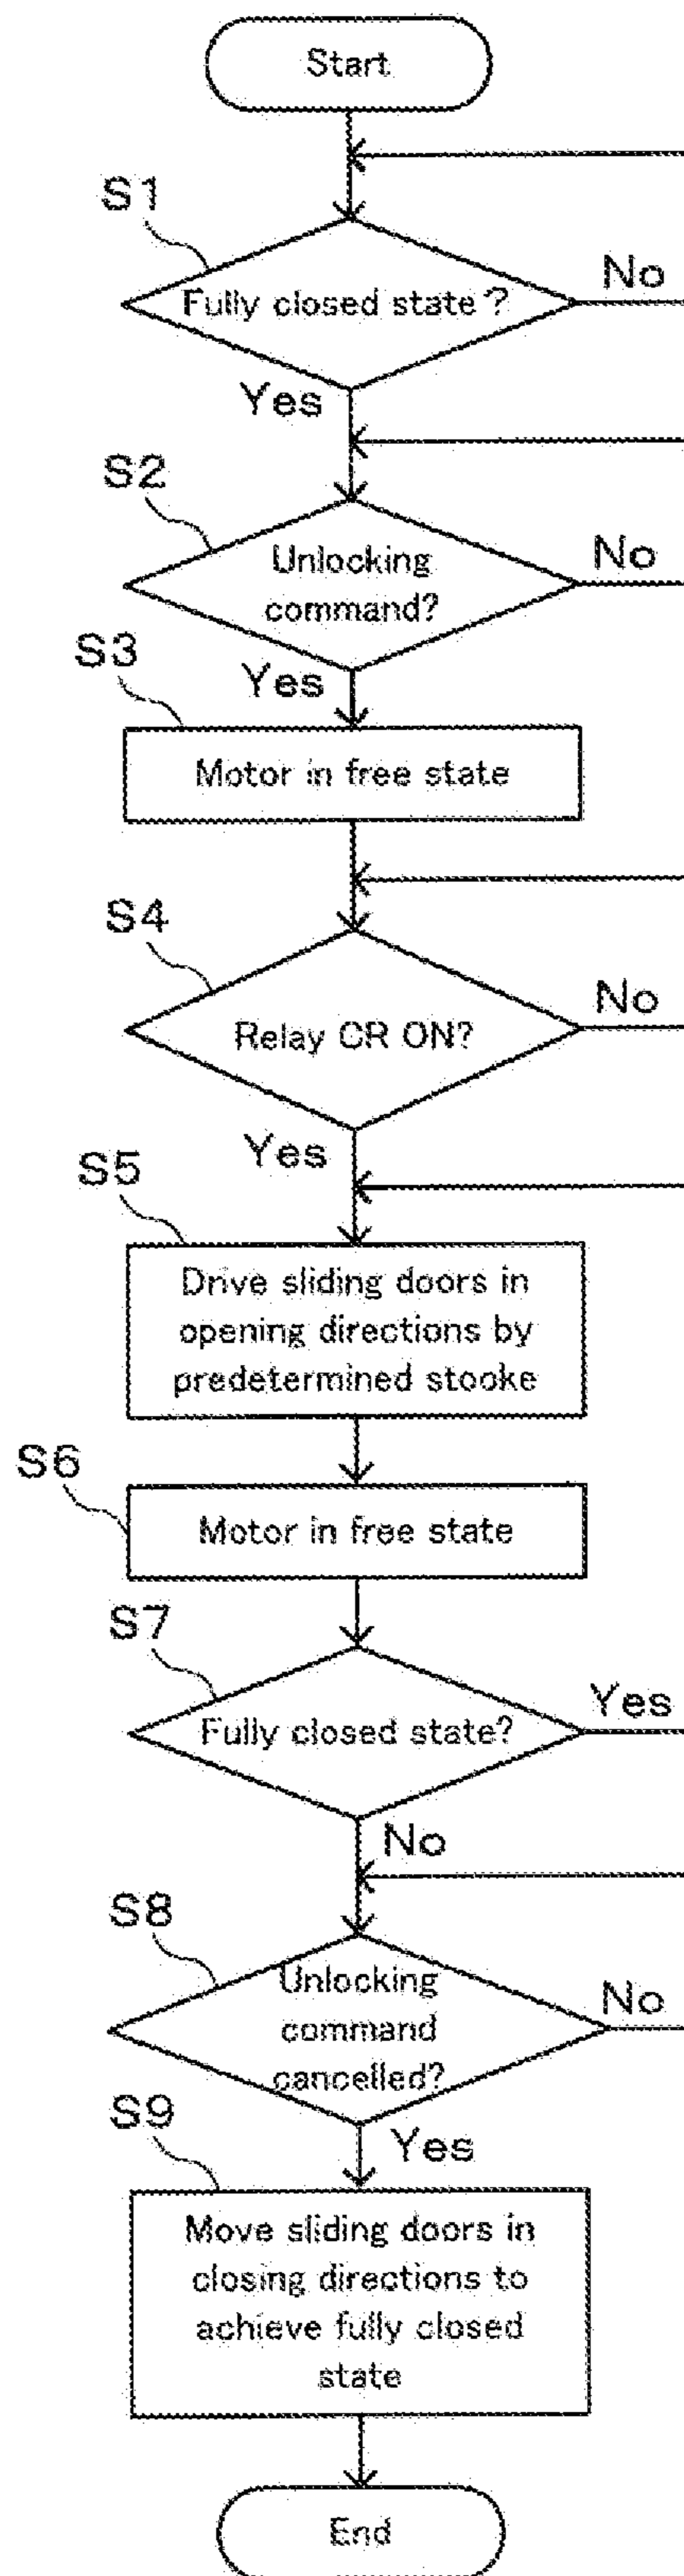 Start
S1
Fully closed state?
No
Yes
S2
Unlocking
command?
No
Yes
S3
Motor in free state
S4
Relay CR ON?
No
Yes
S5
Drive sliding doors in
opening directions by
predetermined stooke
S6
Motor in free state
S7
Fully closed state?
Yes
No
S8
Unlocking
command
cancelled?
No
Yes
S9
Move sliding doors in
closing directions to
achieve fully closed
state
End